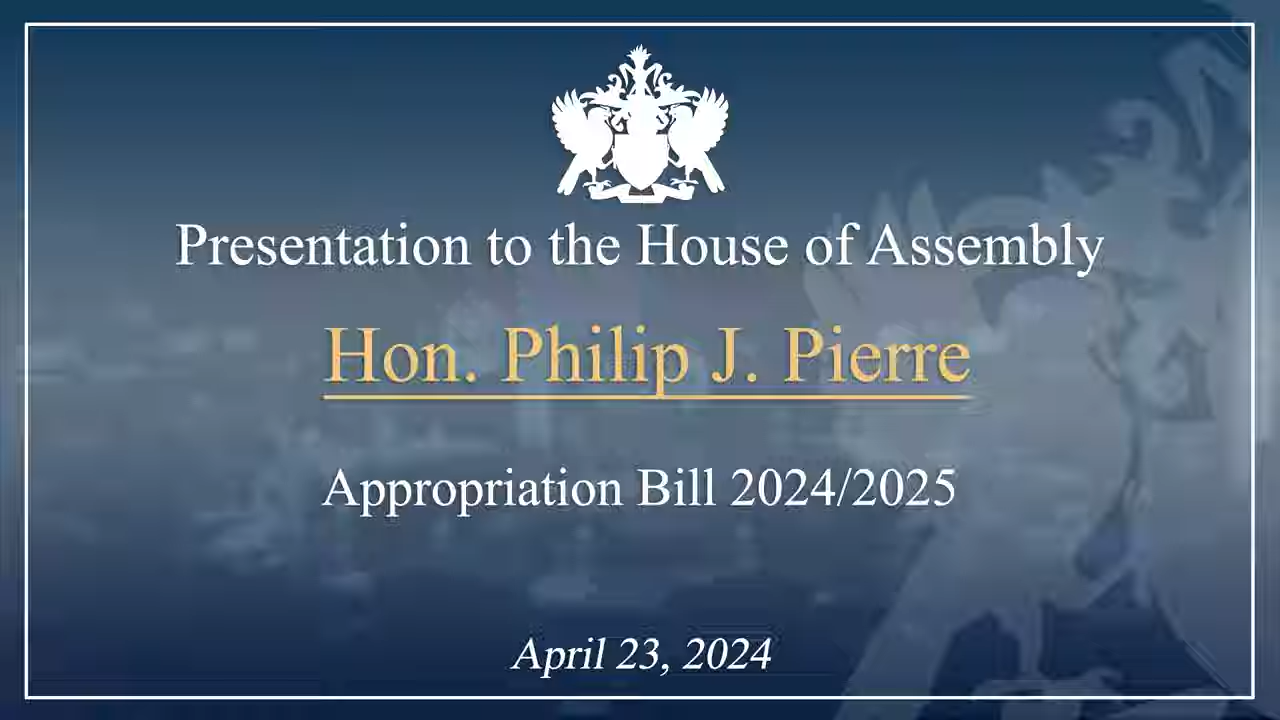 Presentation to the House of Assembly
Hon. Philip J. Pierre
Appropriation Bill 2024/2025
April 23, 2024